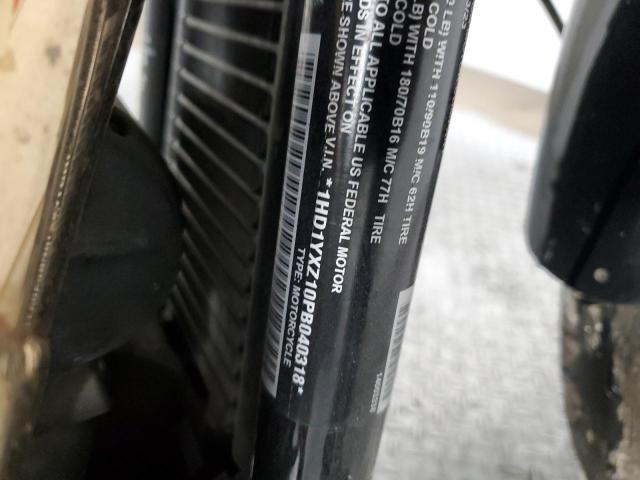 LB) WITH 110/90B19 M/C 62H TIRE
COLD
LB) WITH 180/70B16 M/C 77H TIRE
COLD
TO ALL APPLICABLE US FEDERAL MOTOR
IN EFFECT ON
SHOWN ABOVE V.I.N.
*1HD1YXZ10PB040318*
TYPE: MOTORCYCLE